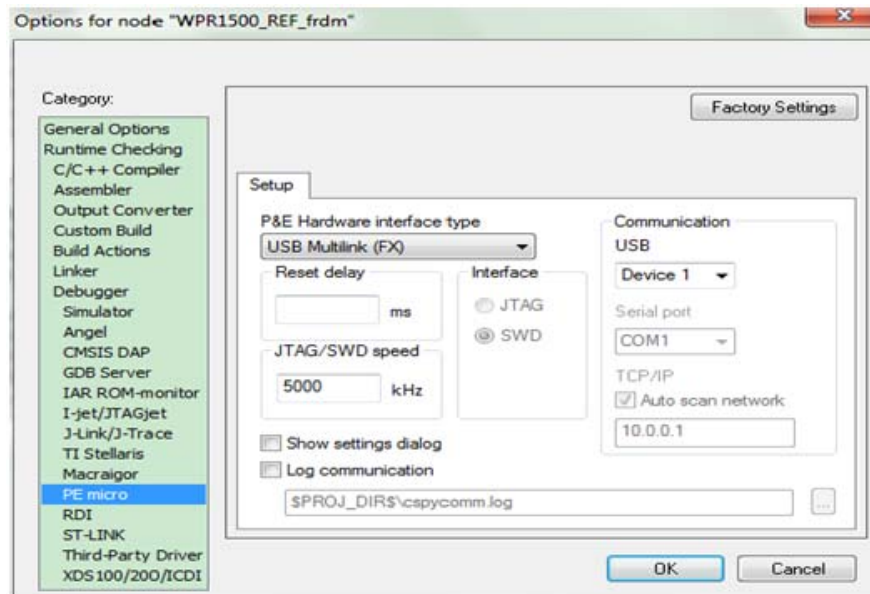 Options for node "WPR1500_REF_frdm"
Category:
General Options
Runtime Checking
C/C++ Compiler
Assembler
Output Converter
Custom Build
Build Actions
Linker
Debugger
Simulator
Angel
CMSIS DAP
GDB Server
IAR ROM-monitor
I-jet/JTAGjet
J-Link/J-Trace
TI Stellaris
Macraigor
PE micro
RDI
ST-LINK
Third-Party Driver
XDS100/200/ICDI
Factory Settings
Setup
P&E Hardware interface type
USB Multilink (FX)
Reset delay
ms
JTAG/SWD speed
5000 kHz
Interface
JTAG
SWD
Communication
USB
Device 1
Serial port
COM1
TCP/IP
Auto scan network
10.0.0.1
Show settings dialog
Log communication
$PROJ_DIR$\cspycomm.log
...
OK
Cancel